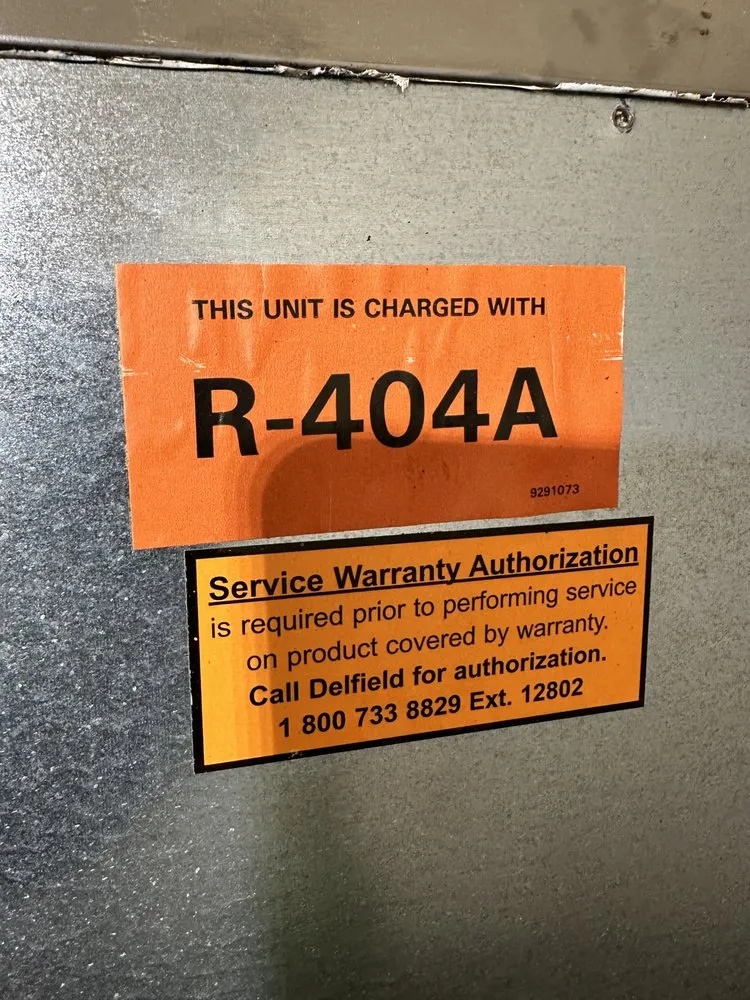 THIS UNIT IS CHARGED WITH
R-404A
9291073
Service Warranty Authorization
is required prior to performing service
on product covered by warranty.
Call Delfield for authorization.
1 800 733 8829 Ext. 12802